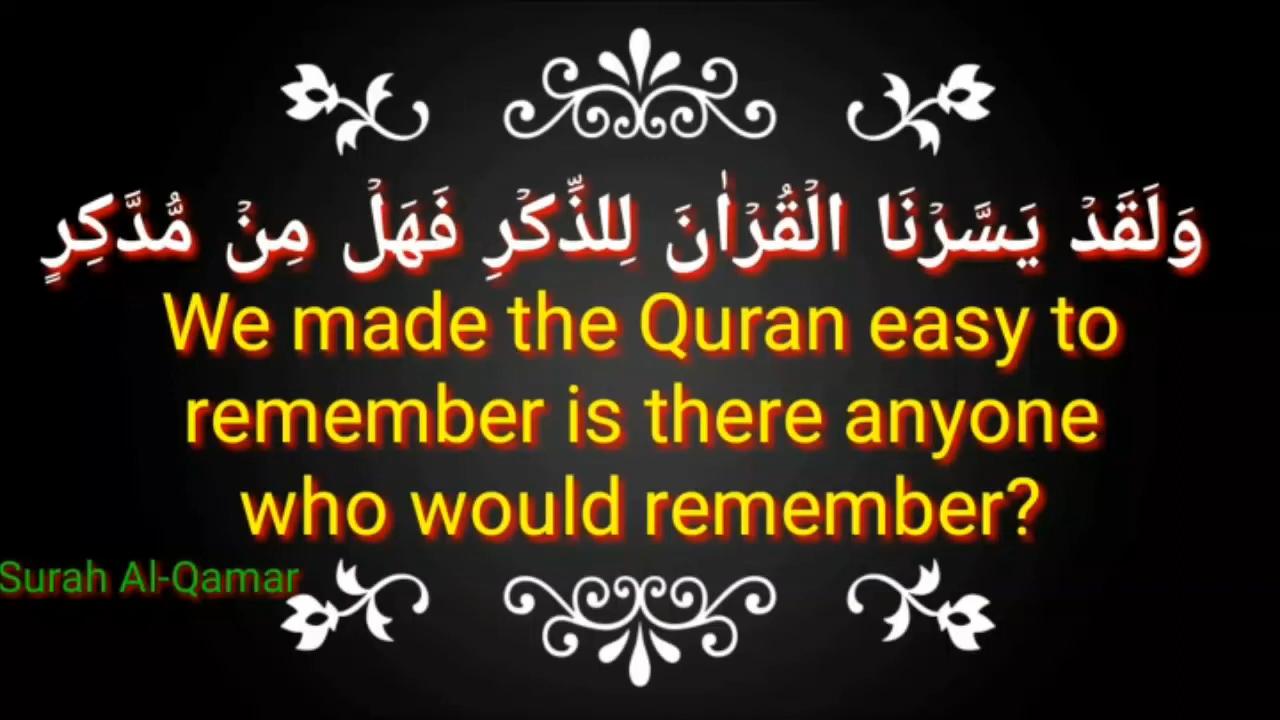 وَلَقَدۡ يَسَّرۡنَا الۡقُرۡاٰنَ لِلذِّكۡرِ فَهَلۡ مِنۡ مُّدَّكِرٍ
We made the Quran easy to
remember is there anyone
who would remember?
Surah Al-Qamar